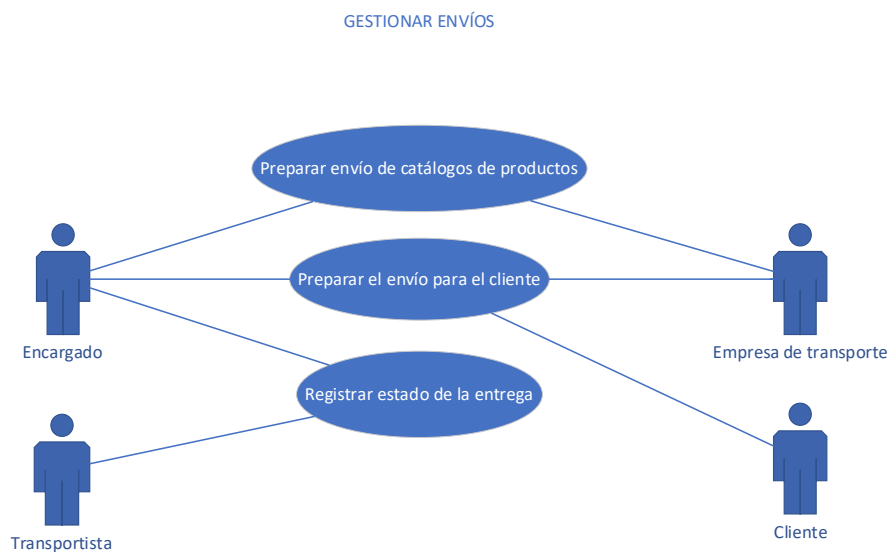 GESTIONAR ENVÍOS
Preparar envío de catálogos de productos
Preparar el envío para el cliente
Encargado
Empresa de transporte
Registrar estado de la entrega
Transportista
Cliente